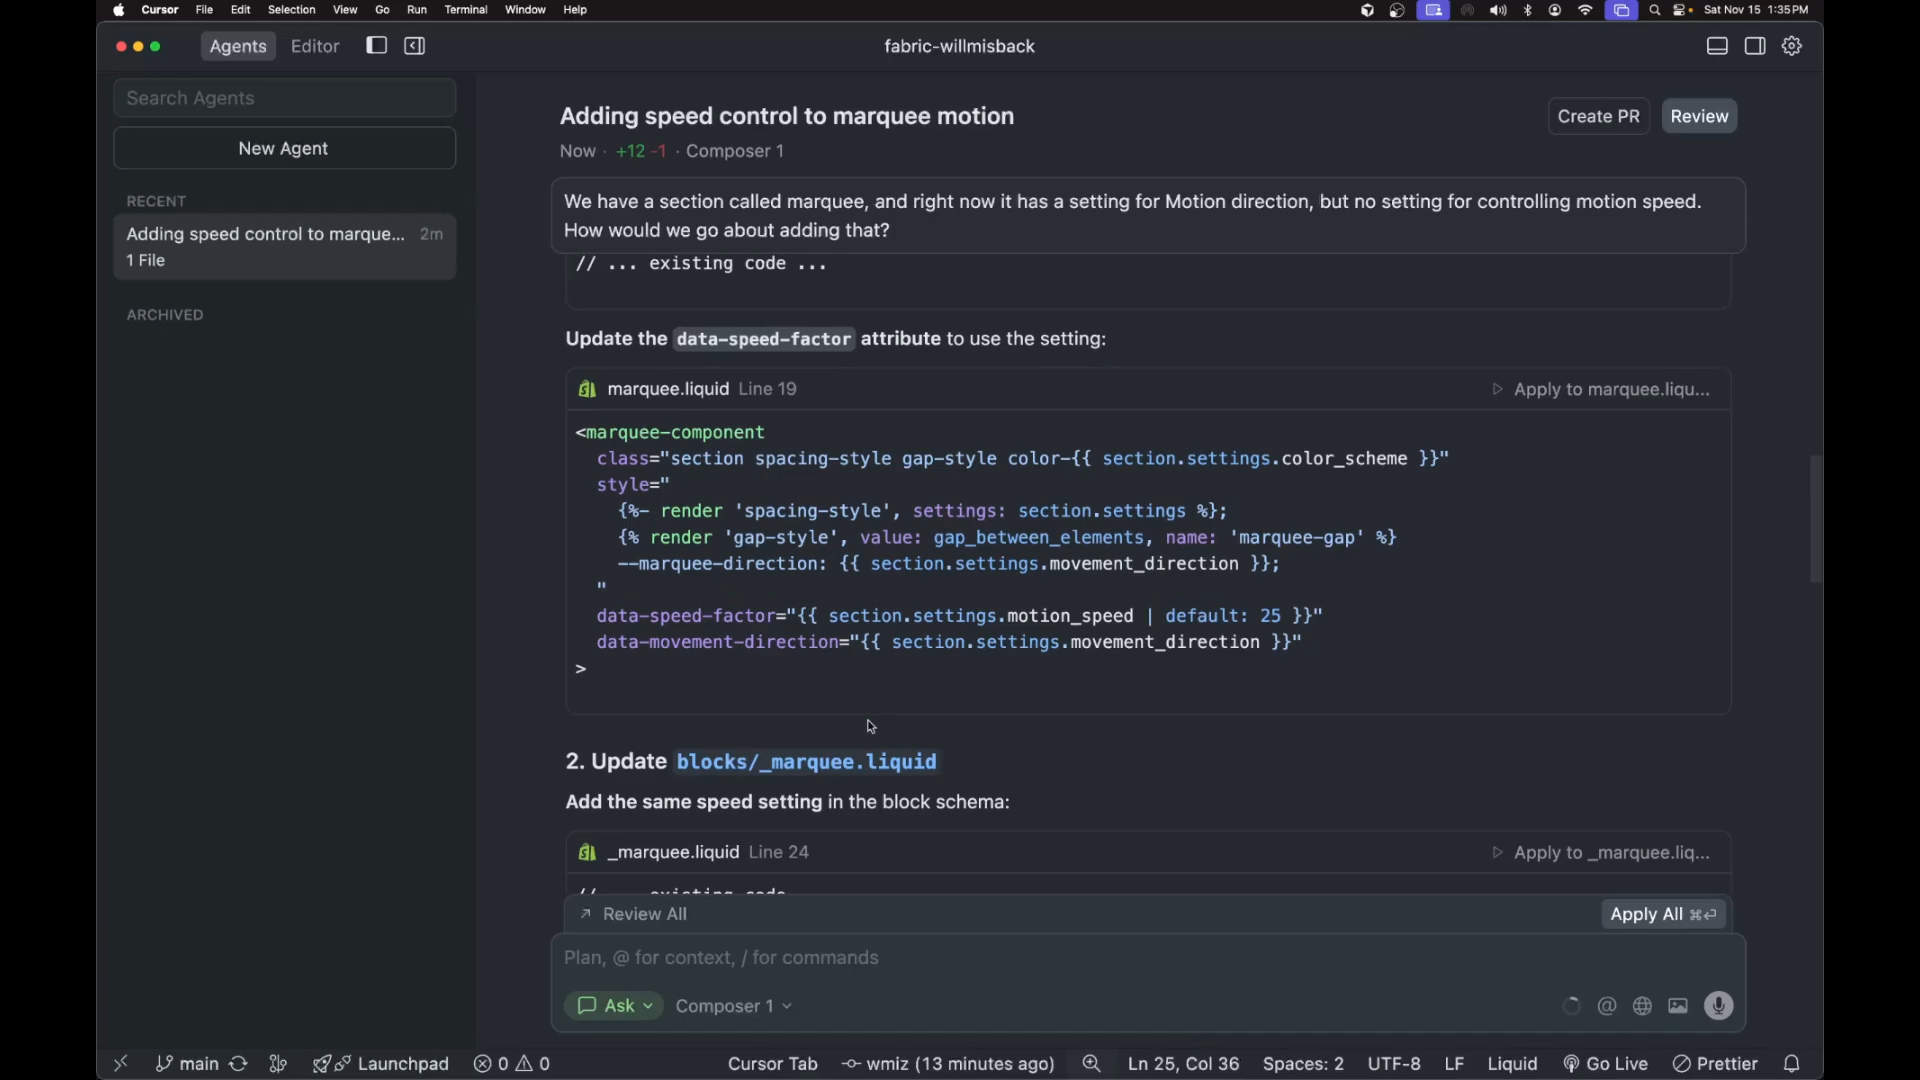 Cursor File Edit Selection View Go Run Terminal Window Help Sat Nov 15 1:35 PM
Agents Editor fabric-willmisback
Search Agents
New Agent
RECENT
Adding speed control to marque... 2m
1 File
ARCHIVED
Adding speed control to marquee motion Create PR Review
Now · +12 -1 · Composer 1
We have a section called marquee, and right now it has a setting for Motion direction, but no setting for controlling motion speed.
How would we go about adding that?
// ... existing code ...
Update the data-speed-factor attribute to use the setting:
marquee.liquid Line 19 Apply to marquee.liqu...
<marquee-component
class="section spacing-style gap-style color-{{ section.settings.color_scheme }}"
style="
{%- render 'spacing-style', settings: section.settings %};
{% render 'gap-style', value: gap_between_elements, name: 'marquee-gap' %}
--marquee-direction: {{ section.settings.movement_direction }};
"
data-speed-factor="{{ section.settings.motion_speed | default: 25 }}"
data-movement-direction="{{ section.settings.movement_direction }}"
>
2. Update blocks/_marquee.liquid
Add the same speed setting in the block schema:
_marquee.liquid Line 24 Apply to _marquee.liq...
// ... existing code
Review All Apply All ⌘⏎
Plan, @ for context, / for commands
Ask Composer 1
main Launchpad 0 0 Cursor Tab wmiz (13 minutes ago) Ln 25, Col 36 Spaces: 2 UTF-8 LF Liquid Go Live Prettier